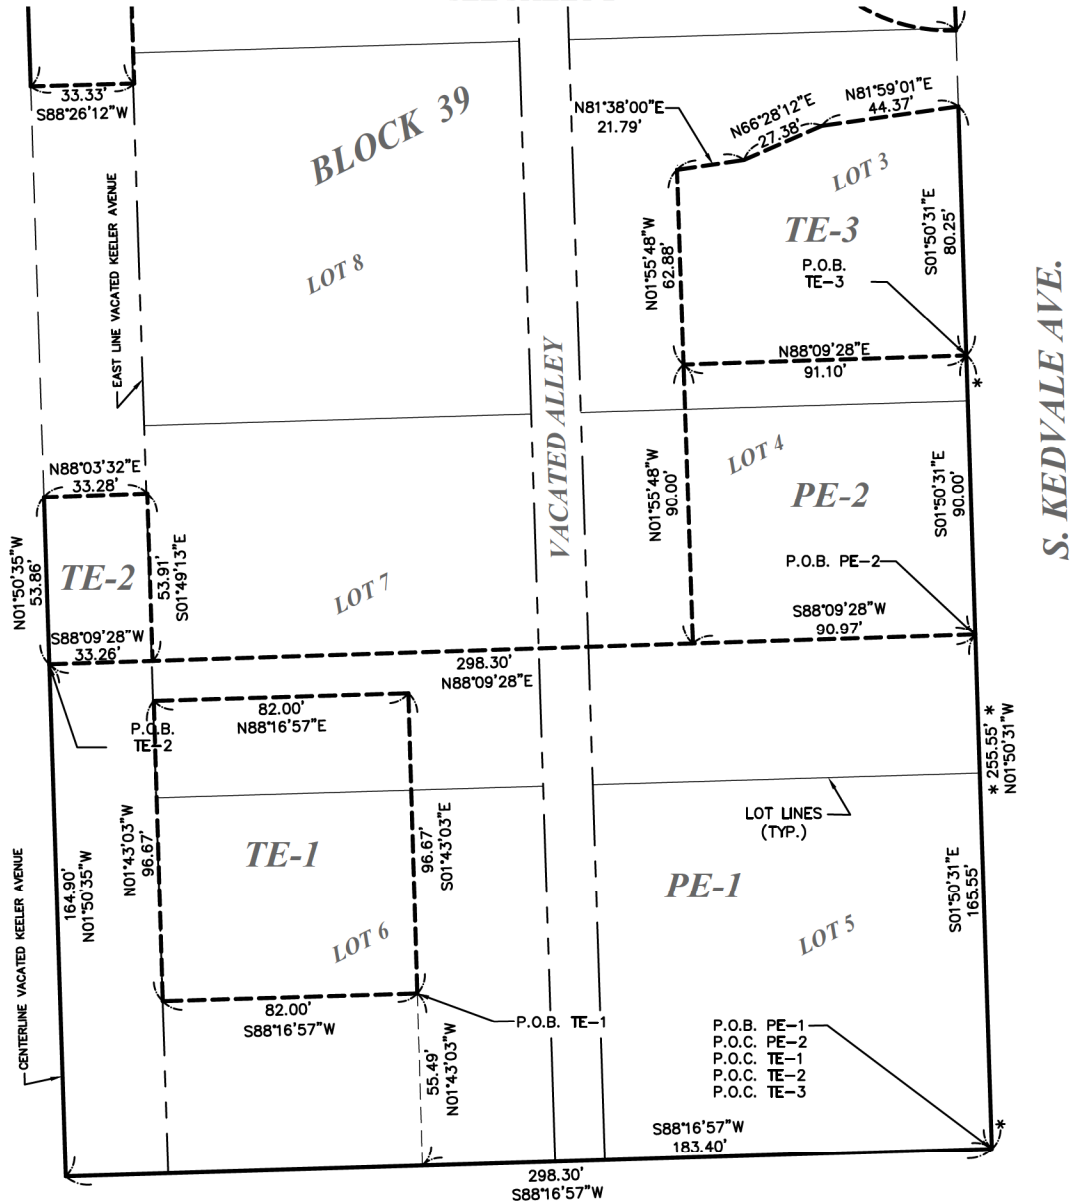 33.33'
S88°26'12"W
BLOCK 39
N81°38'00"E
21.79'
N66°28'12"E
27.38'
N81°59'01"E
44.37'
LOT 3
TE-3
P.O.B.
TE-3
S01°50'31"E
80.25'
N01°55'48"W
62.88'
EAST LINE VACATED KEELER AVENUE
LOT 8
S. KEDVALE AVE.
N88°09'28"E
91.10'
*
VACATED ALLEY
LOT 4
PE-2
N01°55'48"W
90.00'
S01°50'31"E
90.00'
P.O.B. PE-2
S88°09'28"W
90.97'
N88°03'32"E
33.28'
N01°50'35"W
53.86'
TE-2
53.91'
S01°49'13"E
LOT 7
S88°09'28"W
33.26'
298.30'
N88°09'28"E
P.O.B.
TE-2
82.00'
N88°16'57"E
* 255.55' *
N01°50'31"W
LOT LINES
(TYP.)
N01°43'03"W
96.67'
TE-1
96.67'
S01°43'03"E
PE-1
S01°50'31"E
165.55'
164.90'
N01°50'35"W
CENTERLINE VACATED KEELER AVENUE
LOT 6
LOT 5
82.00'
S88°16'57"W
P.O.B. TE-1
55.49'
N01°43'03"W
P.O.B. PE-1
P.O.C. PE-2
P.O.C. TE-1
P.O.C. TE-2
P.O.C. TE-3
*
S88°16'57"W
183.40'
298.30'
S88°16'57"W